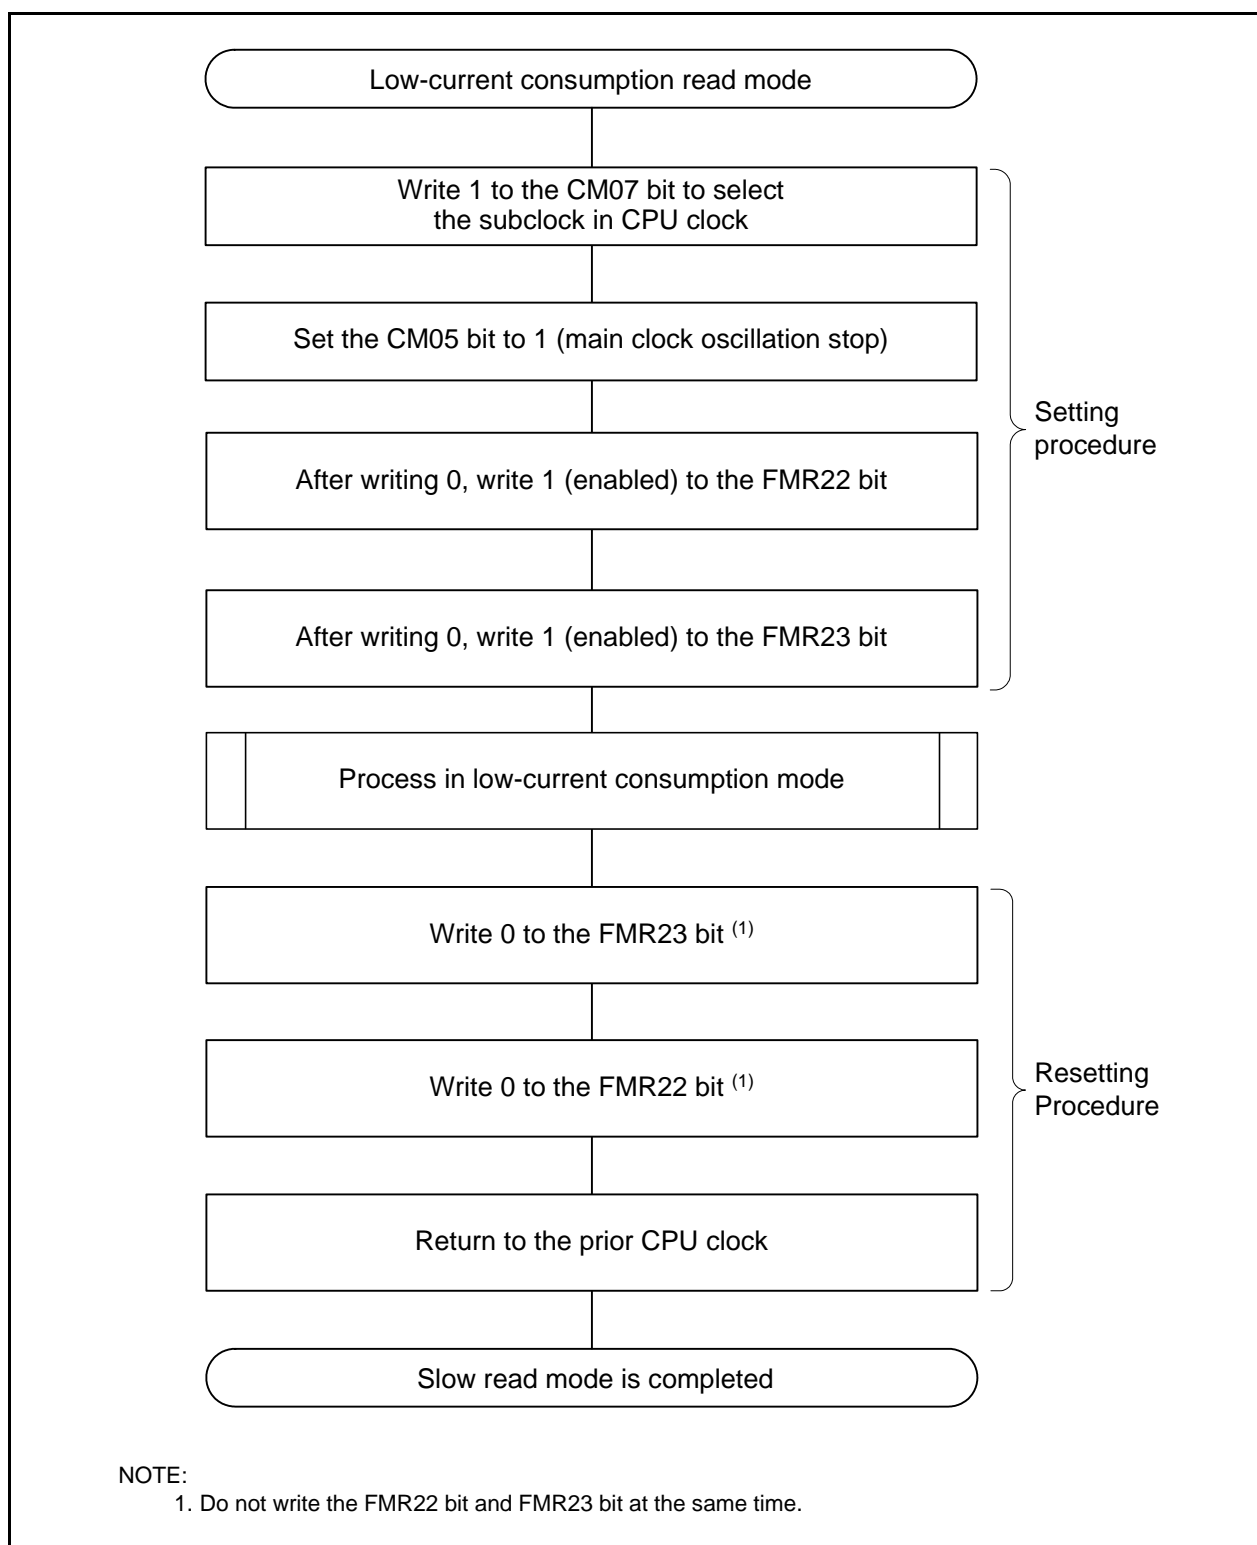 Low-current consumption read mode
Write 1 to the CM07 bit to select
the subclock in CPU clock
Set the CM05 bit to 1 (main clock oscillation stop)
Setting
procedure
After writing 0, write 1 (enabled) to the FMR22 bit
After writing 0, write 1 (enabled) to the FMR23 bit
Process in low-current consumption mode
Write 0 to the FMR23 bit (1)
Write 0 to the FMR22 bit (1)
Resetting
Procedure
Return to the prior CPU clock
Slow read mode is completed
NOTE:
1. Do not write the FMR22 bit and FMR23 bit at the same time.